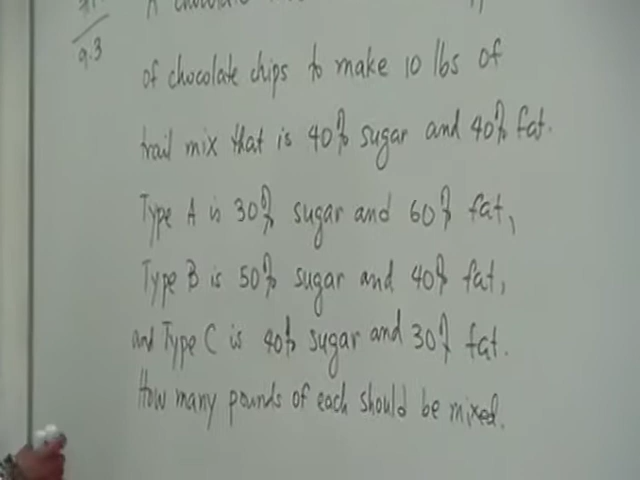 9.3
A chocolate
of chocolate chips to make 10 lbs of
trail mix that is 40% sugar and 40% fat.
Type A is 30% sugar and 60% fat,
Type B is 50% sugar and 40% fat,
and Type C is 40% sugar and 30% fat.
How many pounds of each should be mixed.